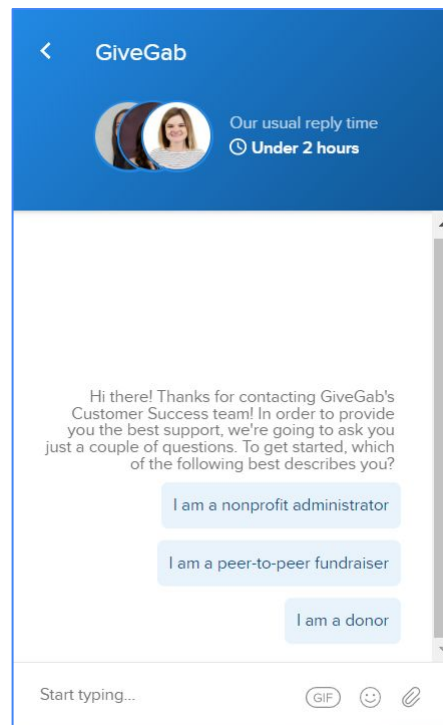 GiveGab
Our usual reply time
Under 2 hours
Hi there! Thanks for contacting GiveGab's
Customer Success team! In order to provide
you the best support, we're going to ask you
just a couple of questions. To get started, which
of the following best describes you?
I am a nonprofit administrator
I am a peer-to-peer fundraiser
I am a donor
Start typing...
GIF